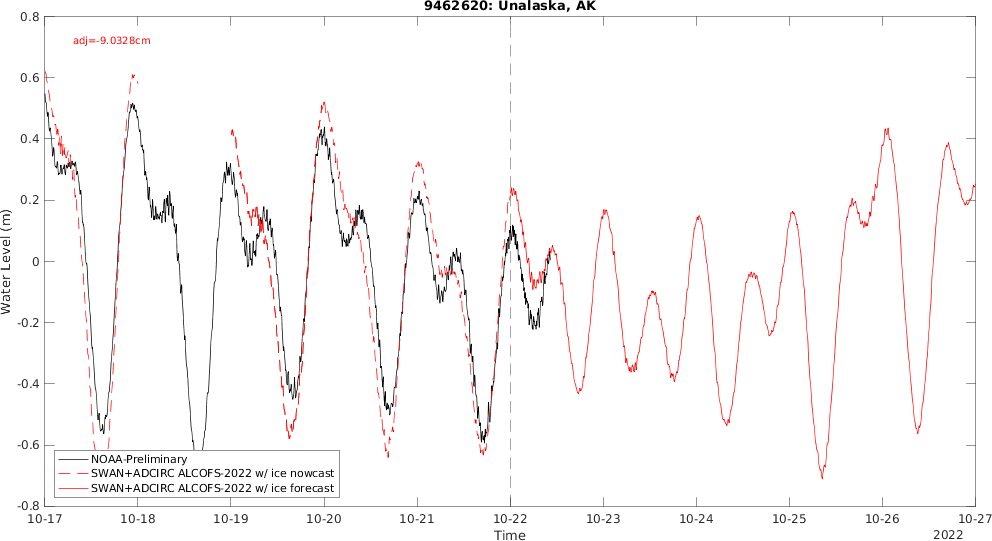 9462620: Unalaska, AK
adj=-9.0328cm
0.8
0.6
0.4
0.2
0
-0.2
-0.4
-0.6
-0.8
Water Level (m)
NOAA-Preliminary
SWAN+ADCIRC ALCOFS-2022 w/ ice nowcast
SWAN+ADCIRC ALCOFS-2022 w/ ice forecast
10-17 10-18 10-19 10-20 10-21 10-22 10-23 10-24 10-25 10-26 10-27
Time
2022